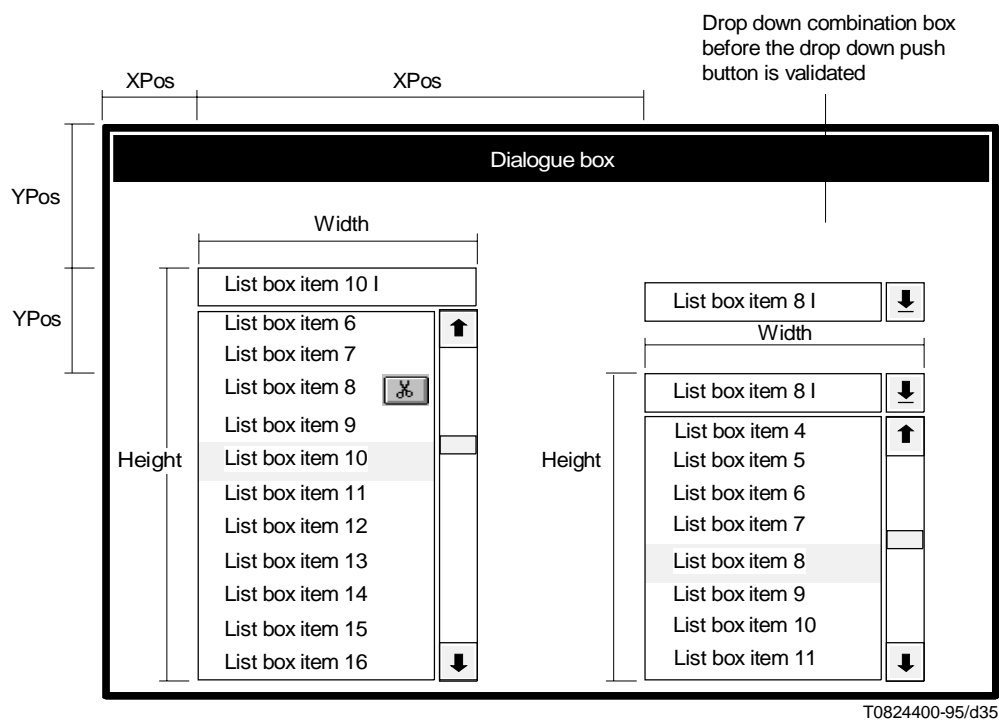 Drop down combination box
before the drop down push
button is validated
XPos
XPos
Dialogue box
YPos
YPos
Width
Height
List box item 10 I
List box item 6
List box item 7
List box item 8
List box item 9
List box item 10
List box item 11
List box item 12
List box item 13
List box item 14
List box item 15
List box item 16
List box item 8 I
Width
Height
List box item 8 I
List box item 4
List box item 5
List box item 6
List box item 7
List box item 8
List box item 9
List box item 10
List box item 11
T0824400-95/d35